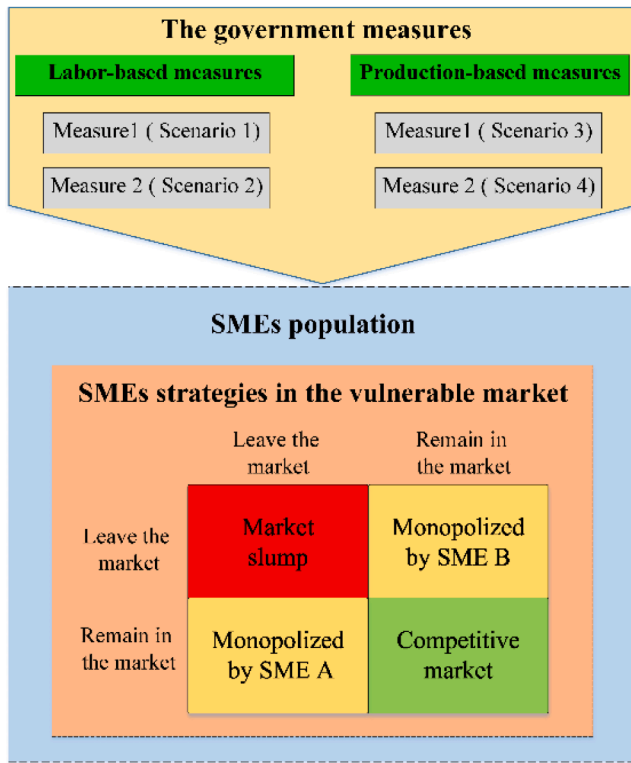 The government measures
Labor-based measures
Production-based measures
Measure1 ( Scenario 1)
Measure1 ( Scenario 3)
Measure 2 ( Scenario 2)
Measure 2 ( Scenario 4)
SMEs population
SMEs strategies in the vulnerable market
Leave the
market
Remain in
the market
Leave the
market
Market
slump
Monopolized
by SME B
Remain in
the market
Monopolized
by SME A
Competitive
market